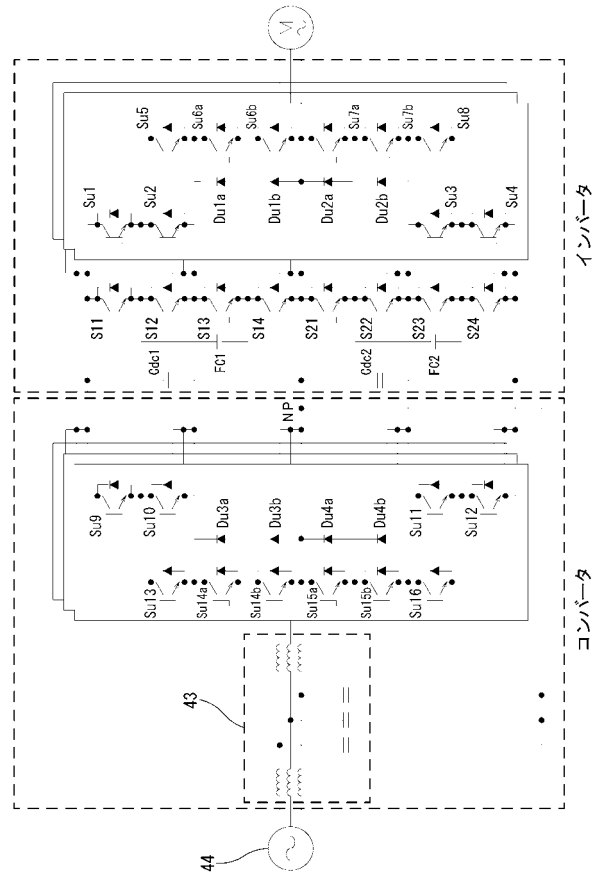 44
43
コンバータ
Su13
Su14a
Su14b
Su15a
Su15b
Su16
Su9
Su10
Du3a
Du3b
Du4a
Du4b
Su11
Su12
NP
インバータ
Cdc1
FC1
Cdc2
FC2
S11
S12
S13
S14
S21
S22
S23
S24
Su1
Su2
Du1a
Du1b
Du2a
Du2b
Su3
Su4
Su5
Su6a
Su6b
Su7a
Su7b
Su8
M